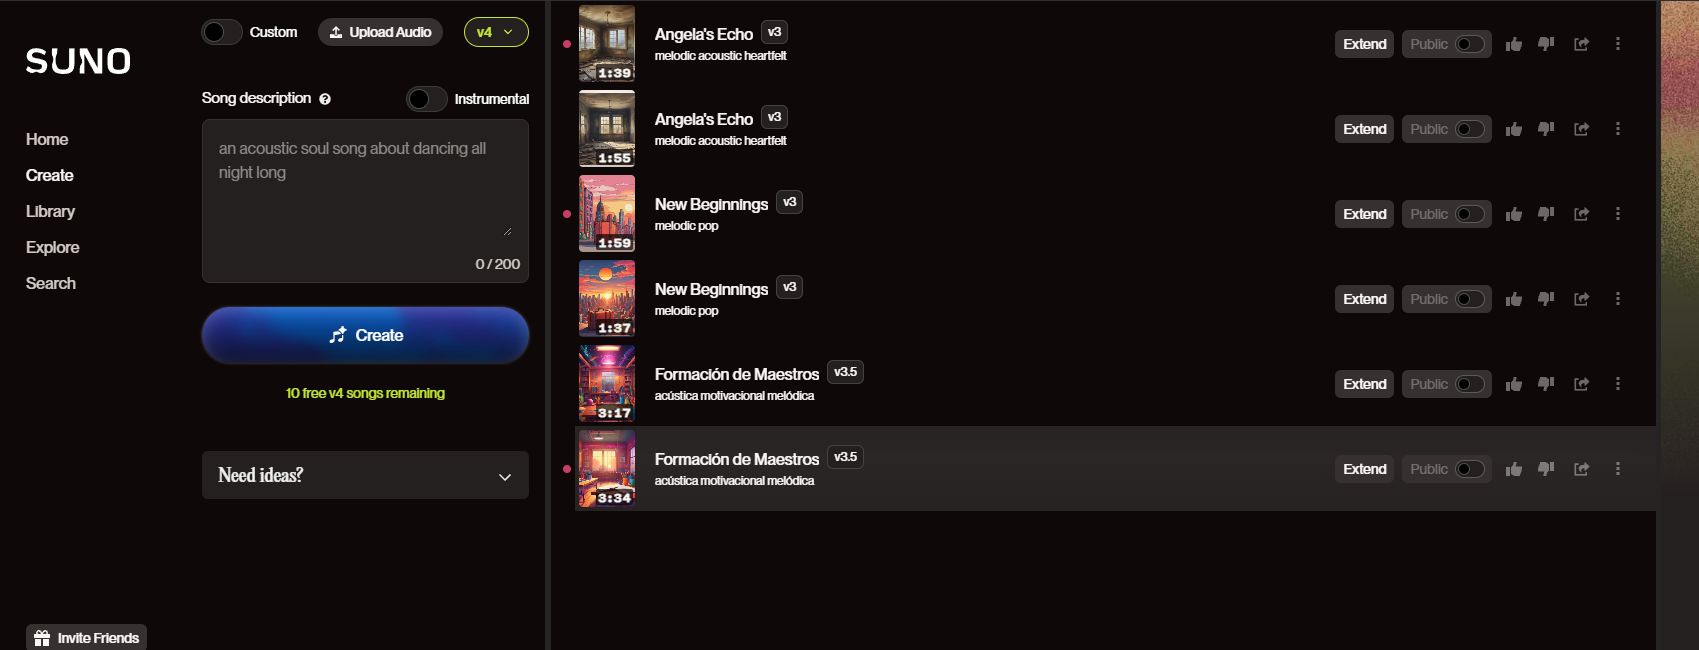 SUNO
Home
Create
Library
Explore
Search
Invite Friends
Custom
Upload Audio
v4
Song description
Instrumental
an acoustic soul song about dancing all
night long
0 / 200
Create
10 free v4 songs remaining
Need ideas?
1:39
Angela's Echo v3
melodic acoustic heartfelt
Extend Public
1:55
Angela's Echo v3
melodic acoustic heartfelt
Extend Public
1:59
New Beginnings v3
melodic pop
Extend Public
1:37
New Beginnings v3
melodic pop
Extend Public
3:17
Formación de Maestros v3.5
acústica motivacional melódica
Extend Public
3:34
Formación de Maestros v3.5
acústica motivacional melódica
Extend Public